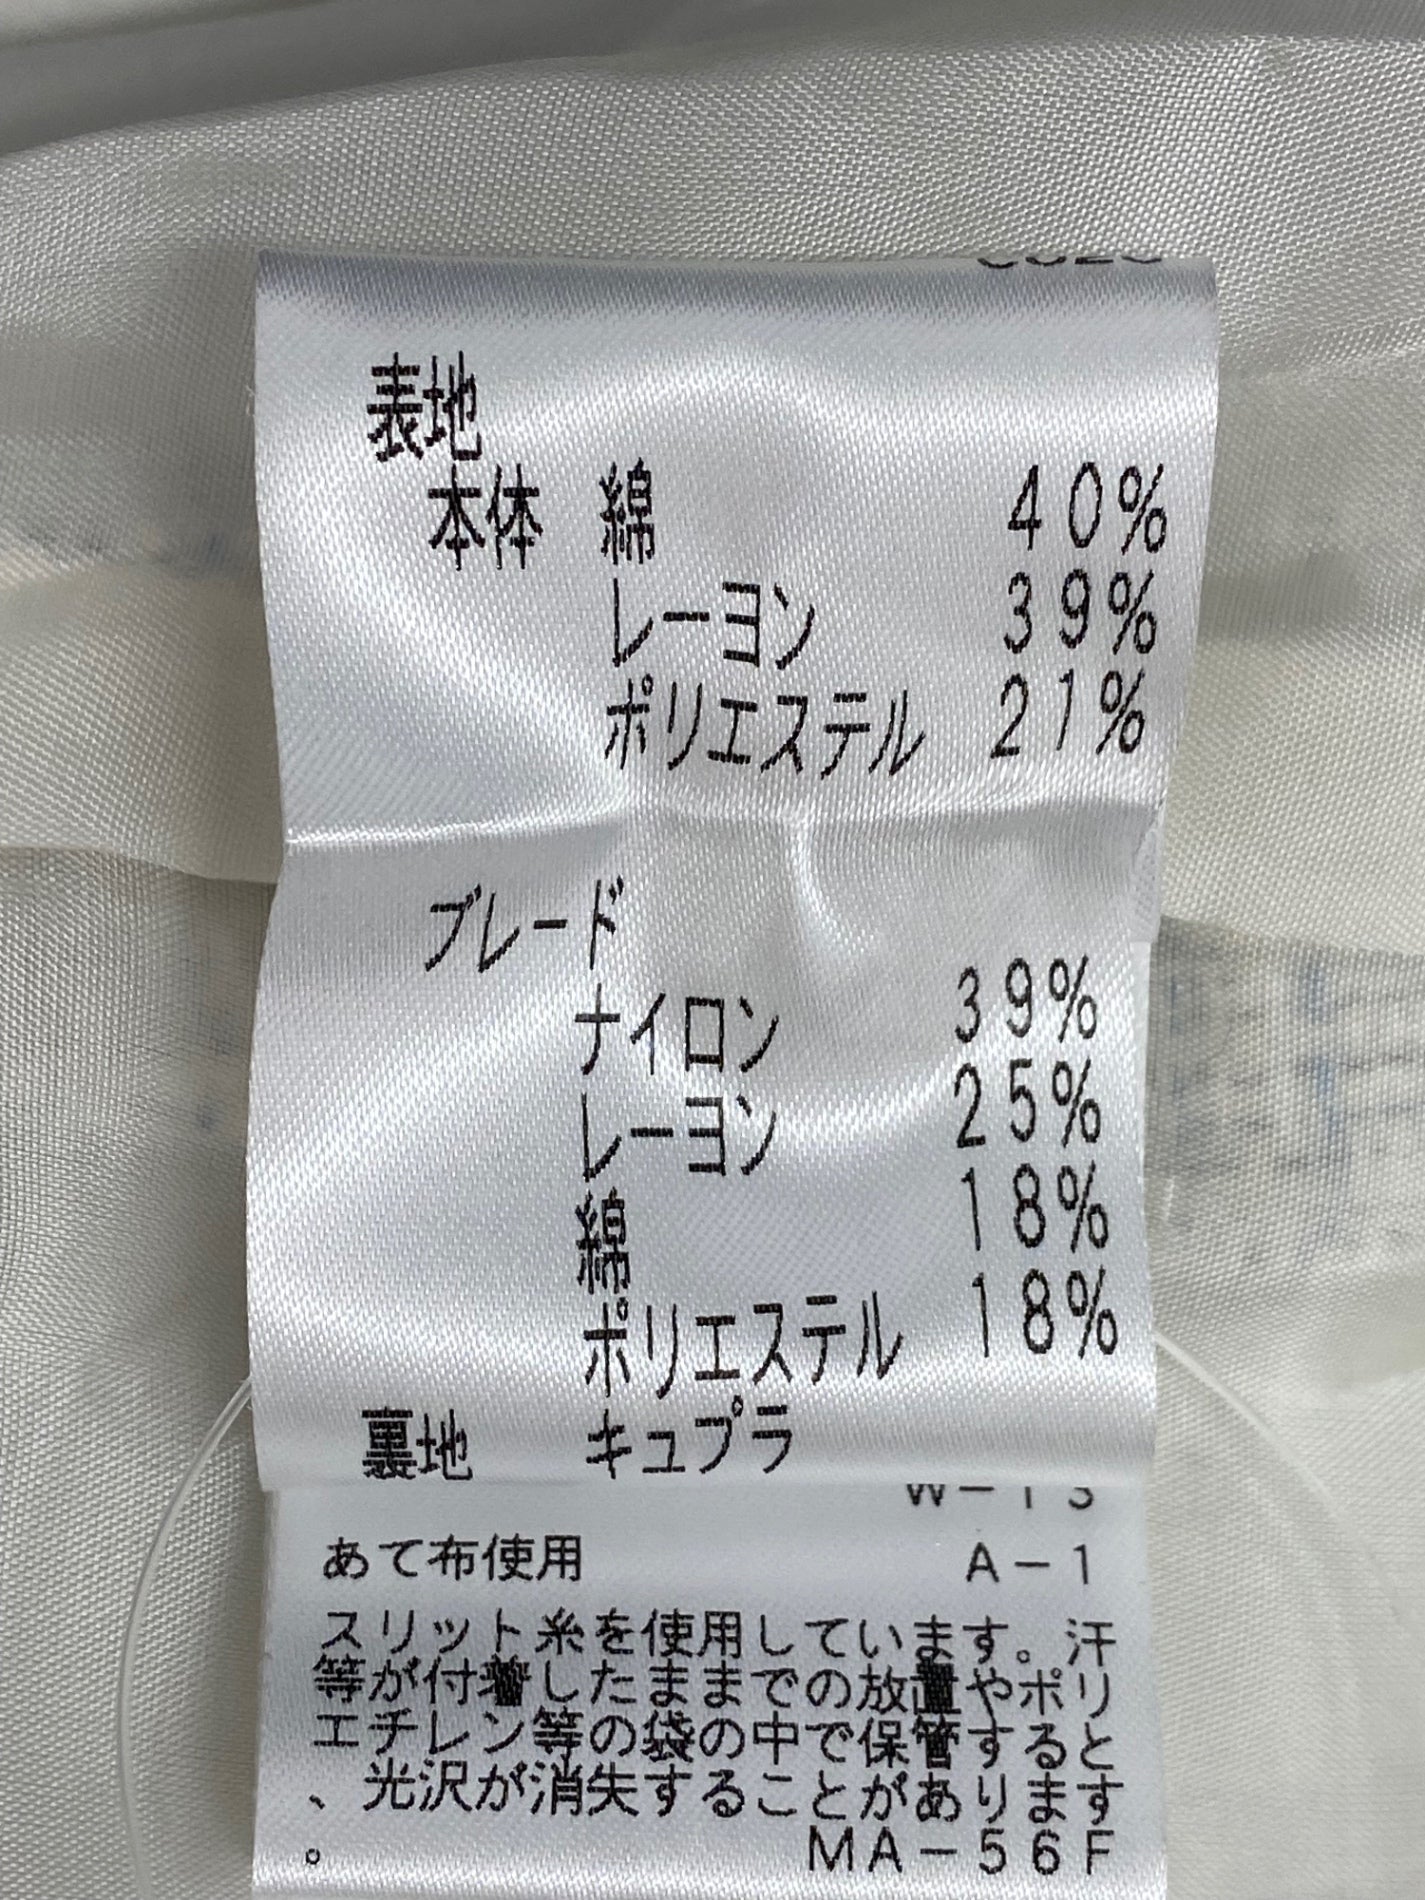 表地
本体 綿 40%
レーヨン 39%
ポリエステル 21%
ブレード
ナイロン 39%
レーヨン 25%
綿 18%
ポリエステル 18%
裏地 キュプラ
W-13
あて布使用 A-1
スリット糸を使用しています。汗
等が付着したままでの放置やポリ
エチレン等の袋の中で保管すると
、光沢が消失することがあります
。 MA-56F